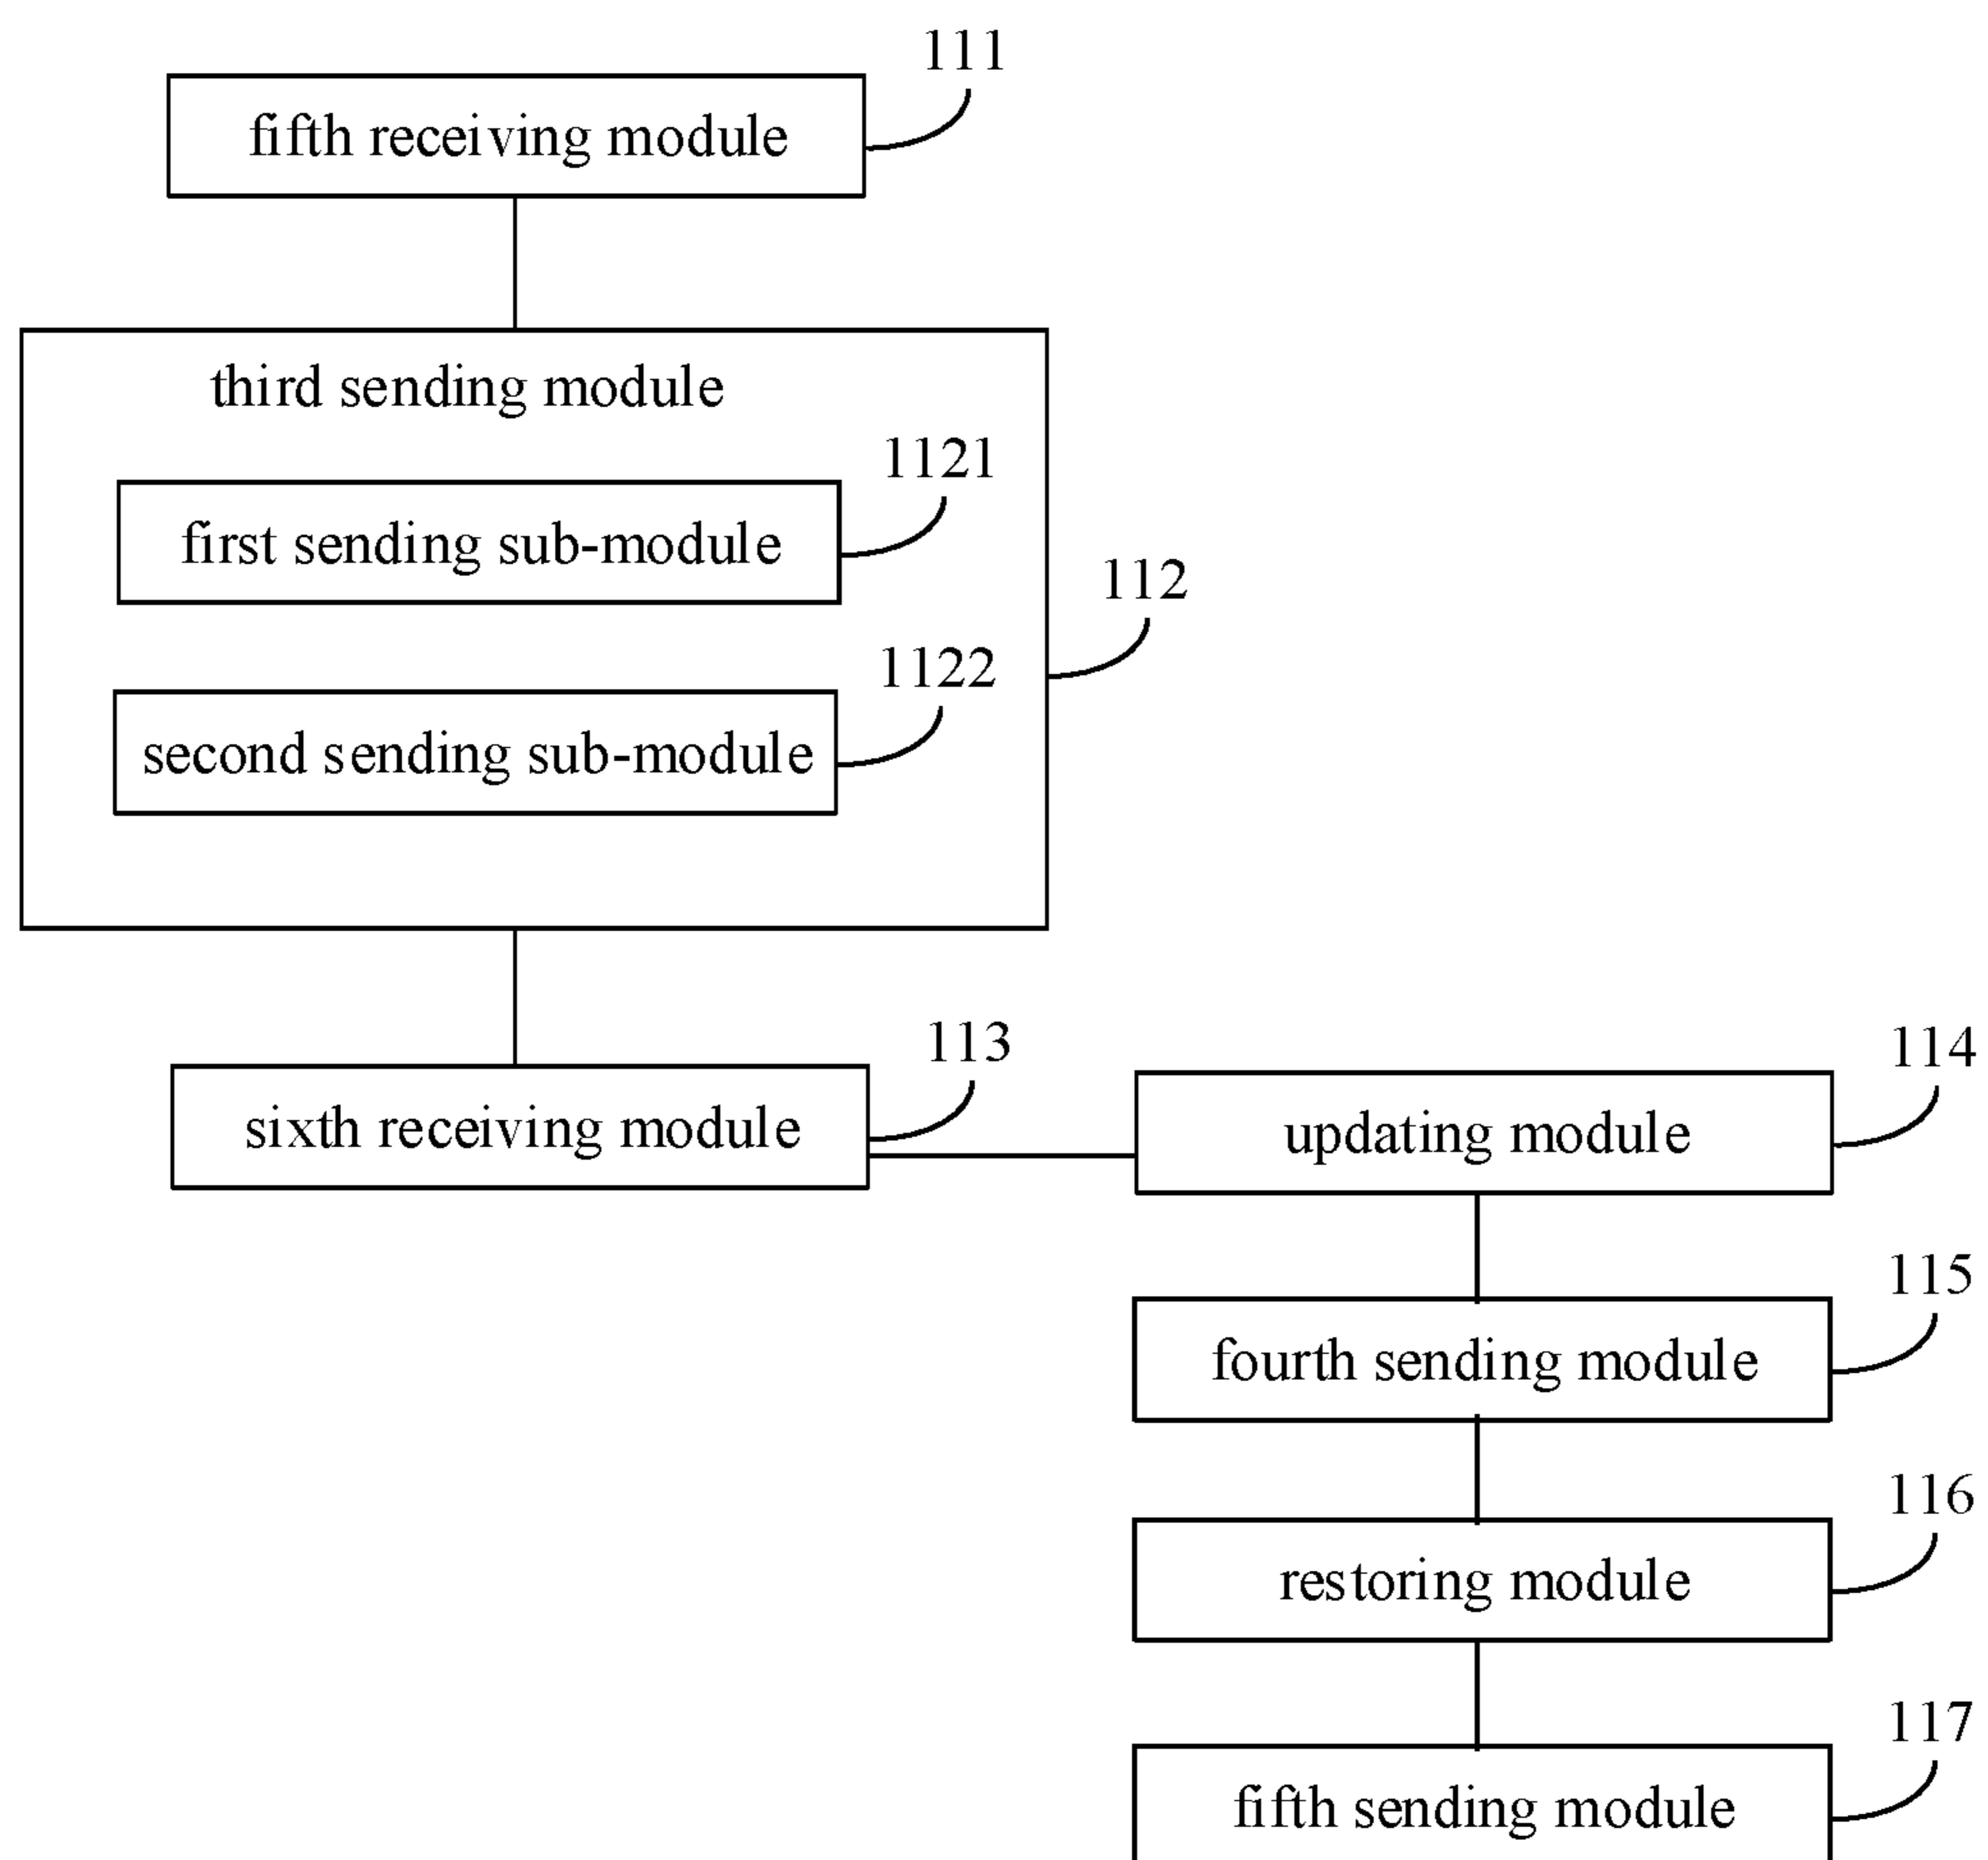 111
fifth receiving module
third sending module
1121
first sending sub-module
112
1122
second sending sub-module
113
sixth receiving module
114
updating module
115
fourth sending module
116
restoring module
117
fifth sending module